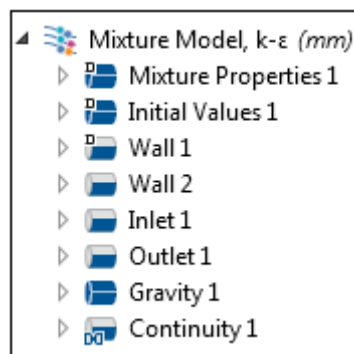 Mixture Model, k-ε (mm)
Mixture Properties 1
Initial Values 1
Wall 1
Wall 2
Inlet 1
Outlet 1
Gravity 1
Continuity 1